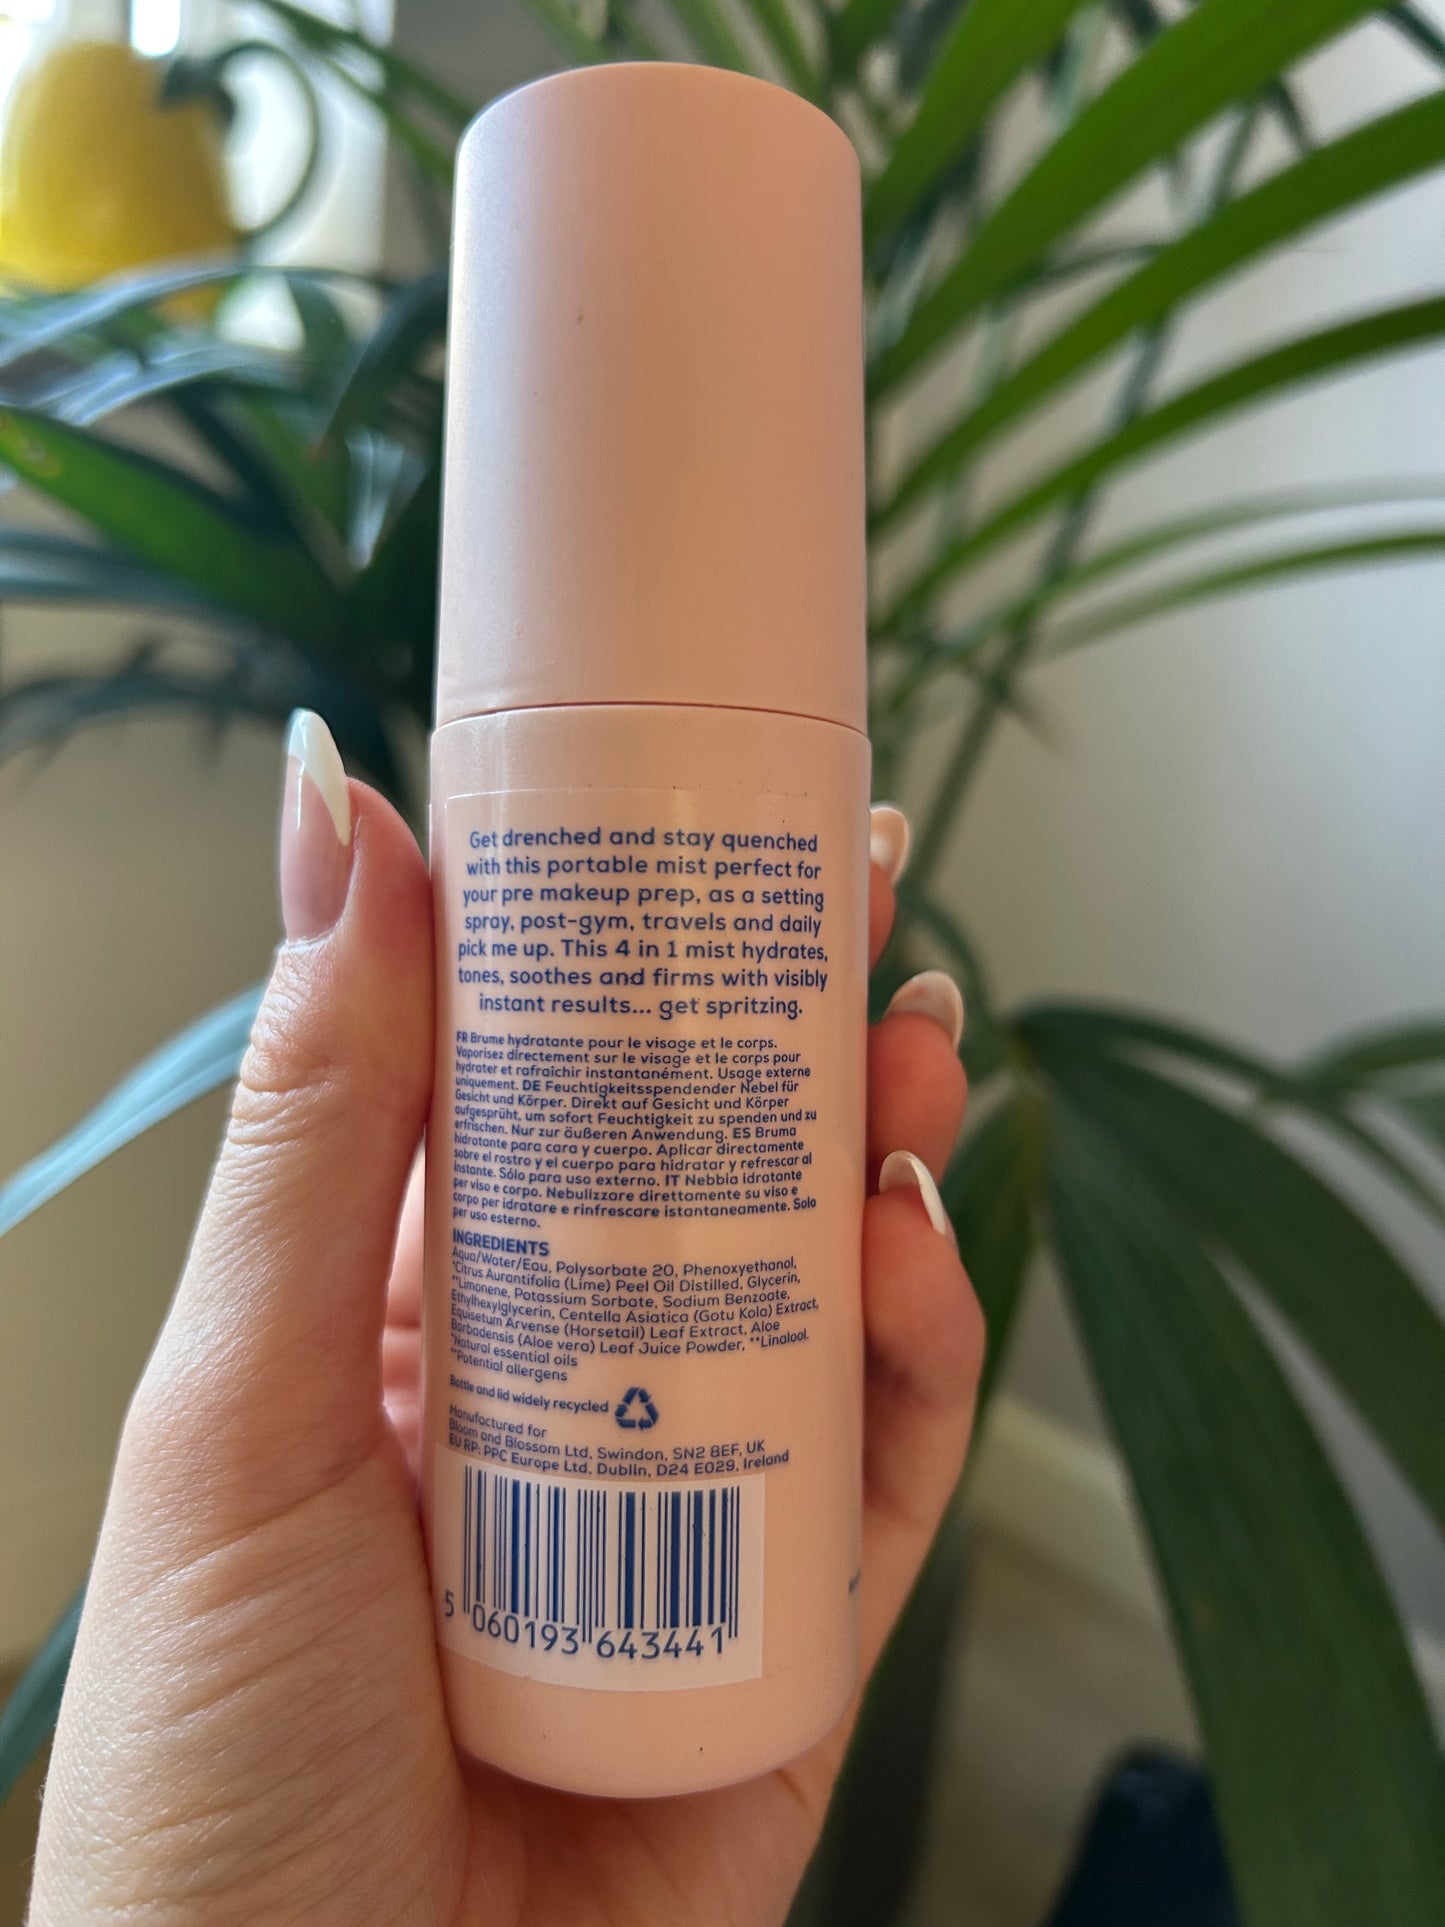 Get drenched and stay quenched
with this portable mist perfect for
your pre makeup prep, as a setting
spray, post-gym, travels and daily
pick me up. This 4 in 1 mist hydrates,
tones, soothes and firms with visibly
instant results... get spritzing.
FR Brume hydratante pour le visage et le corps.
Vaporisez directement sur le visage et le corps pour
hydrater et rafraîchir instantanément. Usage externe
uniquement. DE Feuchtigkeitsspendender Nebel für
Gesicht und Körper. Direkt auf Gesicht und Körper
aufgesprüht, um sofort Feuchtigkeit zu spenden und zu
erfrischen. Nur zur äußeren Anwendung. ES Bruma
hidratante para cara y cuerpo. Aplicar directamente
sobre el rostro y el cuerpo para hidratar y refrescar al
instante. Sólo para uso externo. IT Nebbia idratante
per viso e corpo. Nebulizzare direttamente su viso e
corpo per idratare e rinfrescare istantaneamente. Solo
per uso esterno.
INGREDIENTS
Aqua/Water/Eau, Polysorbate 20, Phenoxyethanol,
*Citrus Aurantifolia (Lime) Peel Oil Distilled, Glycerin,
**Limonene, Potassium Sorbate, Sodium Benzoate,
Ethylhexylglycerin, Centella Asiatica (Gotu Kola) Extract,
Equisetum Arvense (Horsetail) Leaf Extract, Aloe
Barbadensis (Aloe vera) Leaf Juice Powder, **Linalool.
*Natural essential oils
**Potential allergens
Bottle and lid widely recycled
Manufactured for
Bloom and Blossom Ltd, Swindon, SN2 8EF, UK
EU RP: PPC Europe Ltd, Dublin, D24 E029, Ireland
5 060193 643441